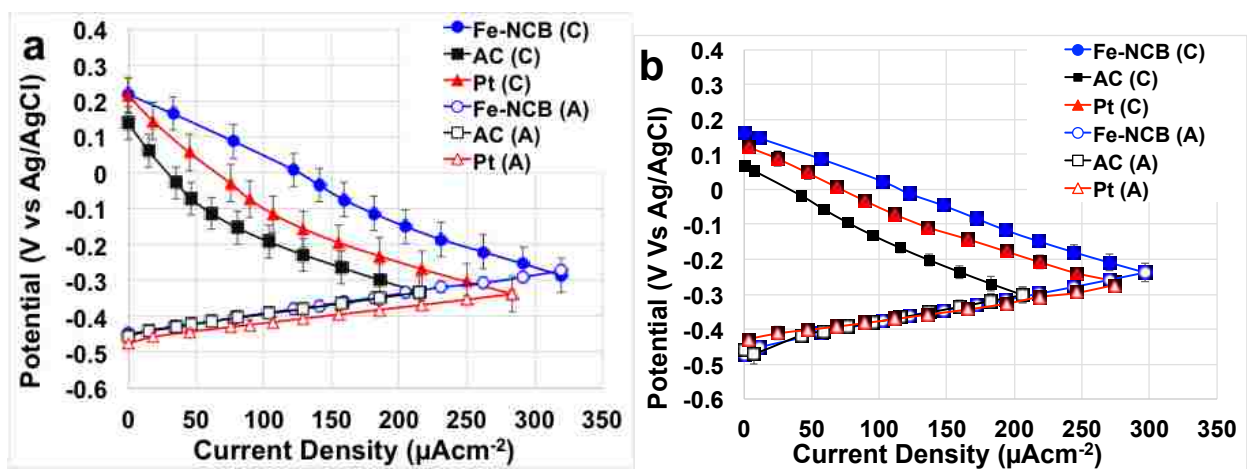 a
Fe-NCB (C)
AC (C)
Pt (C)
Fe-NCB (A)
AC (A)
Pt (A)
0.4
0.3
0.2
0.1
0
-0.1
-0.2
-0.3
-0.4
-0.5
-0.6
Potential (V vs Ag/AgCl)
0 50 100 150 200 250 300 350
Current Density (µAcm-2)
b
Fe-NCB (C)
AC (C)
Pt (C)
Fe-NCB (A)
AC (A)
Pt (A)
0.4
0.3
0.2
0.1
0
-0.1
-0.2
-0.3
-0.4
-0.5
-0.6
Potential (V Vs Ag/AgCl)
0 50 100 150 200 250 300 350
Current Density (µAcm-2)